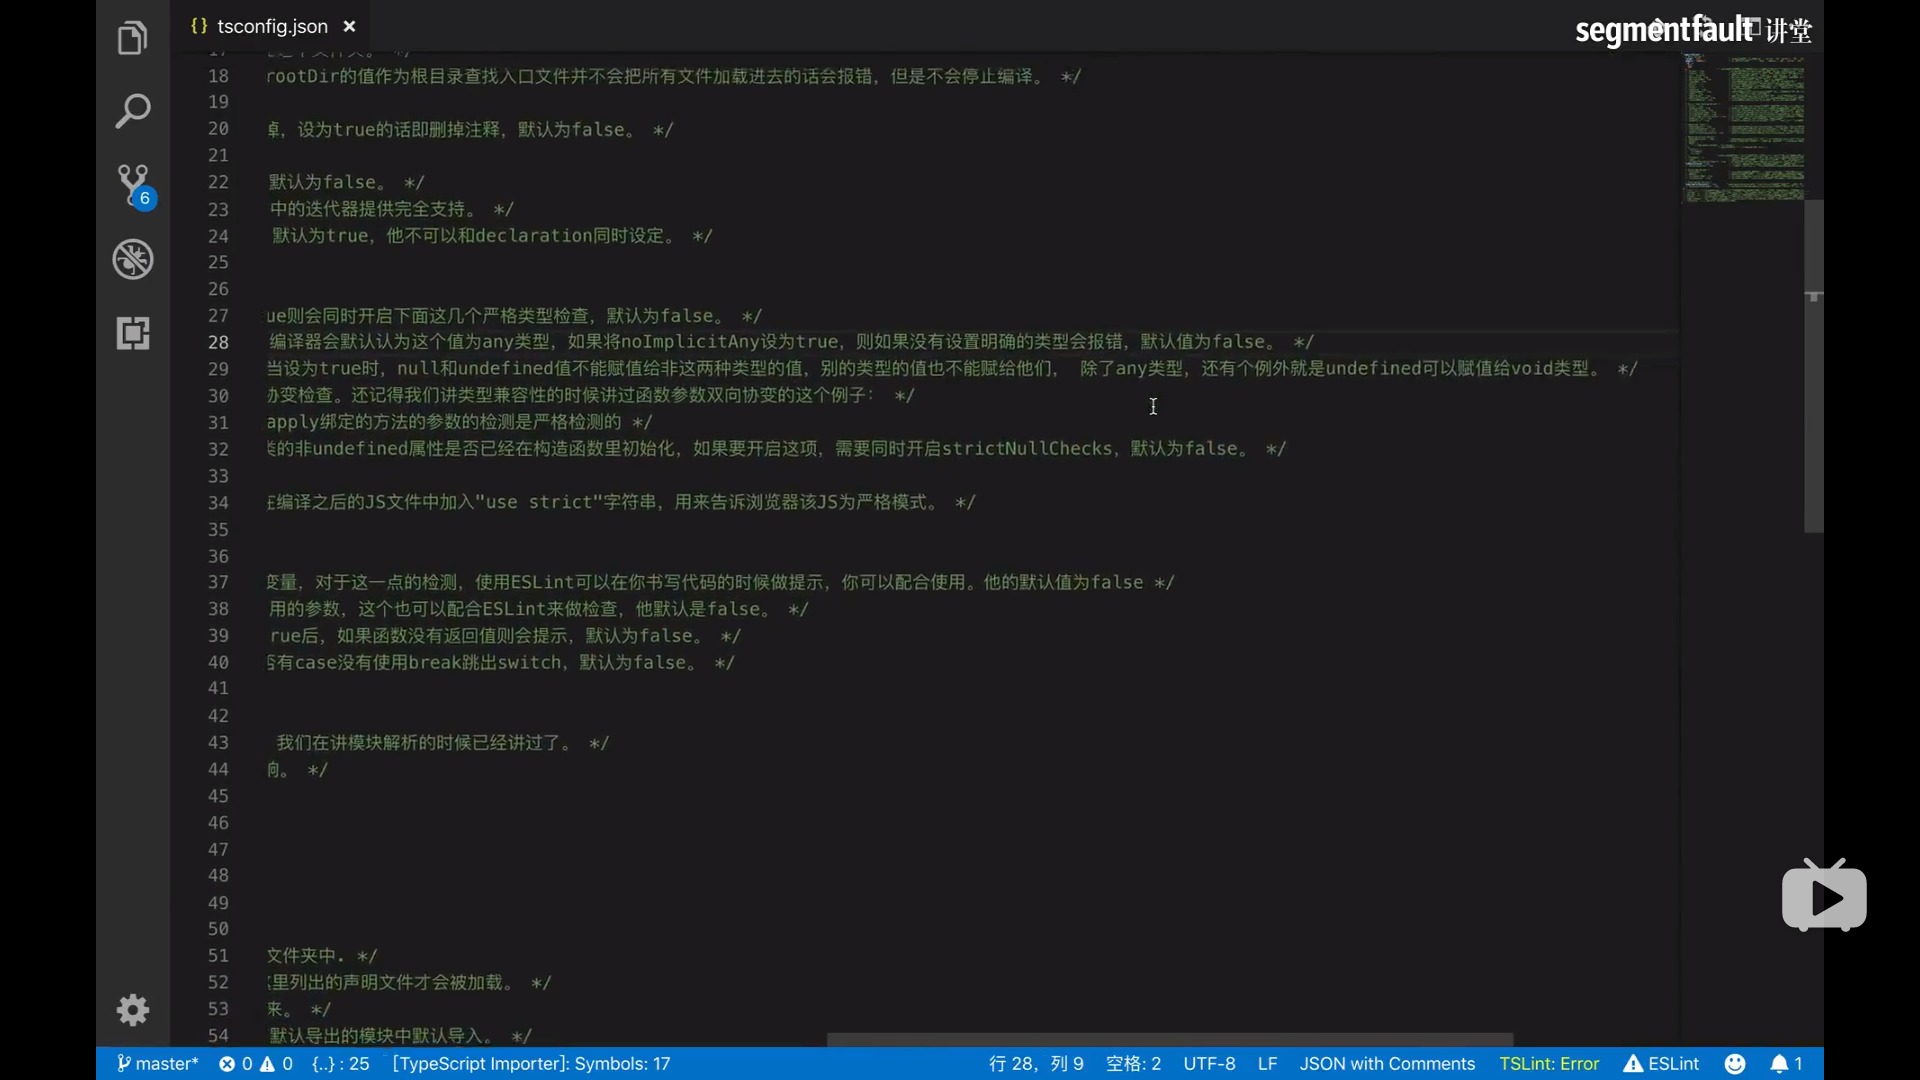 {} tsconfig.json ×
segmentfault 讲堂
18 rootDir的值作为根目录查找入口文件并不会把所有文件加载进去的话会报错，但是不会停止编译。 */
19
20 掉，设为true的话即删掉注释，默认为false。 */
21
22 默认为false。 */
23 中的迭代器提供完全支持。 */
24 默认为true，他不可以和declaration同时设定。 */
25
26
27 ue则会同时开启下面这几个严格类型检查，默认为false。 */
28 编译器会默认认为这个值为any类型，如果将noImplicitAny设为true，则如果没有设置明确的类型会报错，默认值为false。 */
29 当设为true时，null和undefined值不能赋值给非这两种类型的值，别的类型的值也不能赋给他们， 除了any类型，还有个例外就是undefined可以赋值给void类型。 */
30 协变检查。还记得我们讲类型兼容性的时候讲过函数参数双向协变的这个例子： */
31 apply绑定的方法的参数的检测是严格检测的 */
32 类的非undefined属性是否已经在构造函数里初始化，如果要开启这项，需要同时开启strictNullChecks，默认为false。 */
33
34 在编译之后的JS文件中加入"use strict"字符串，用来告诉浏览器该JS为严格模式。 */
35
36
37 变量，对于这一点的检测，使用ESLint可以在你书写代码的时候做提示，你可以配合使用。他的默认值为false */
38 用的参数，这个也可以配合ESLint来做检查，他默认是false。 */
39 rue后，如果函数没有返回值则会提示，默认为false。 */
40 否有case没有使用break跳出switch，默认为false。 */
41
42
43 我们在讲模块解析的时候已经讲过了。 */
44 响。 */
45
46
47
48
49
50
51 文件夹中. */
52 这里列出的声明文件才会被加载。 */
53 来。 */
54 默认导出的模块中默认导入。 */
6
master* 0 0 {..} : 25 [TypeScript Importer]: Symbols: 17 行 28，列 9 空格: 2 UTF-8 LF JSON with Comments TSLint: Error ESLint 1